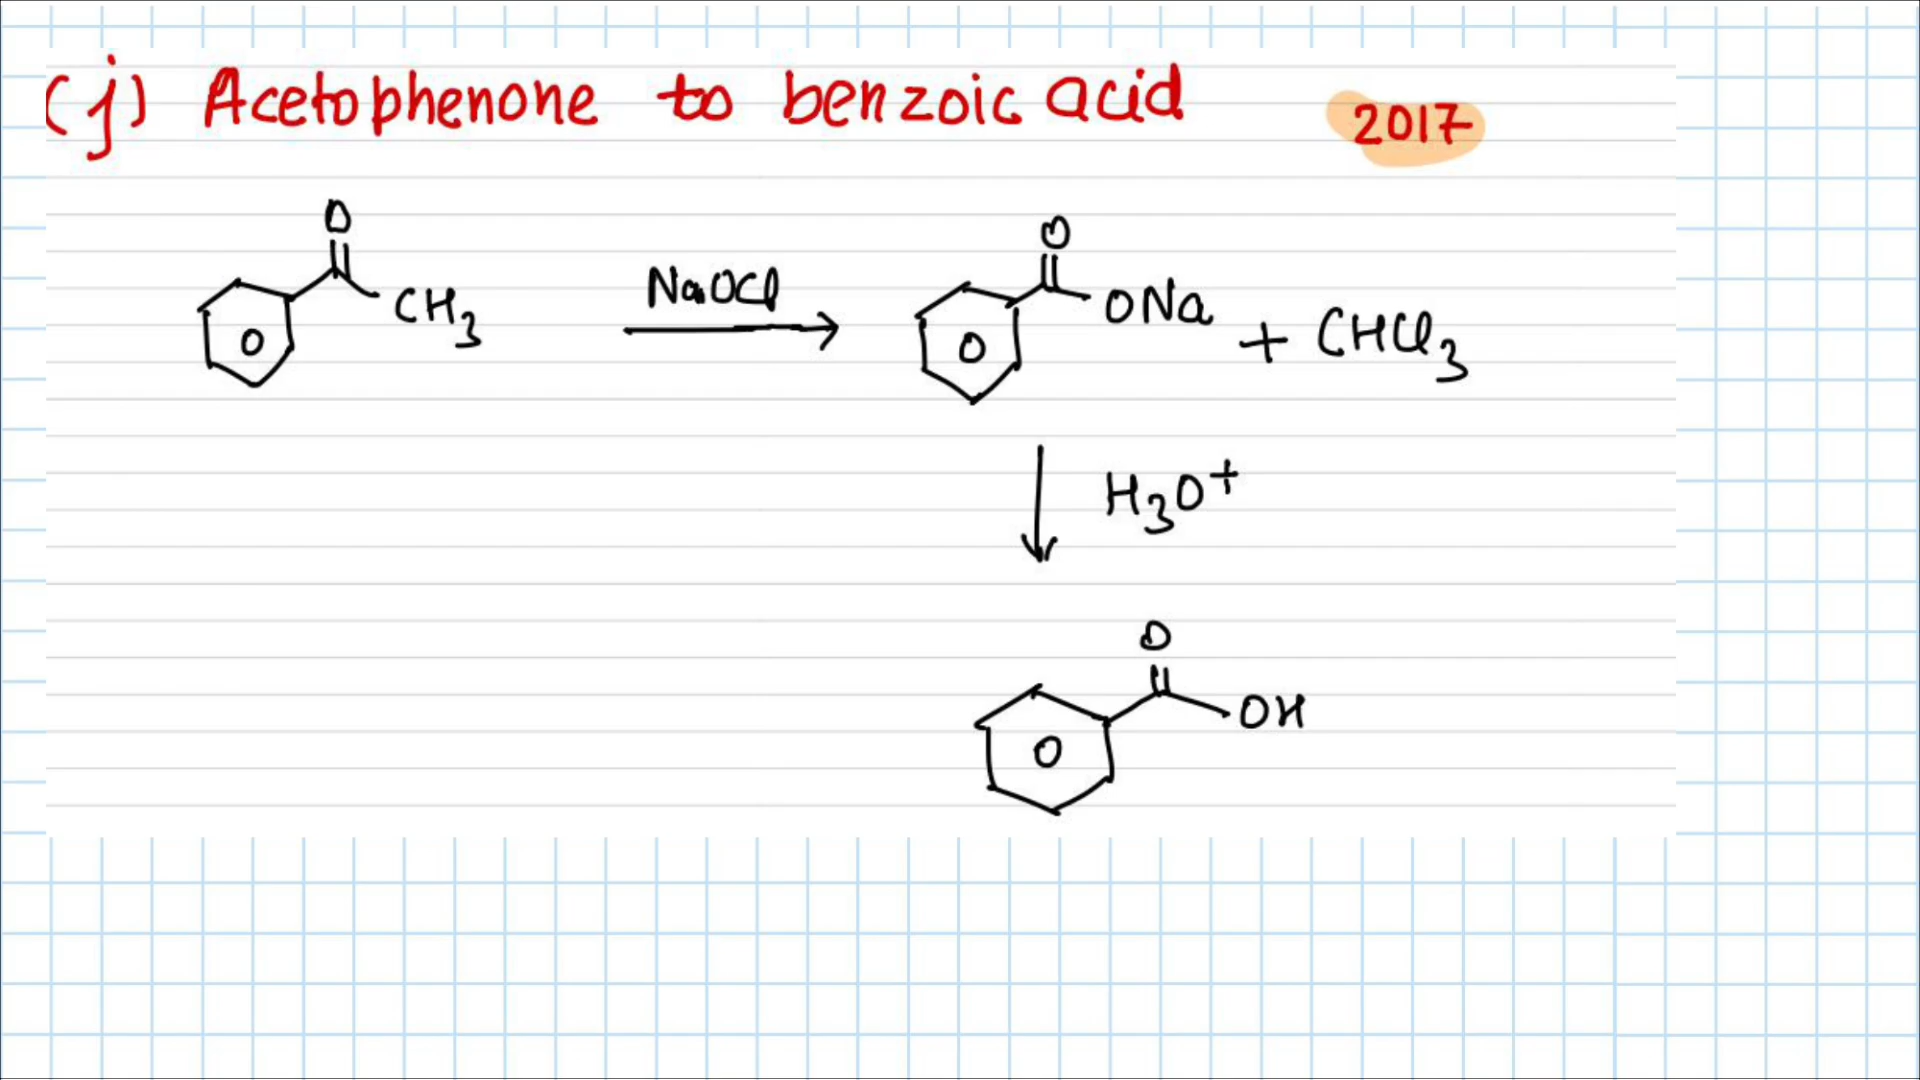 (j) Acetophenone to benzoic acid 2017
O
CH3
NaOCl
O
ONa + CHCl3
H3O+
O
OH